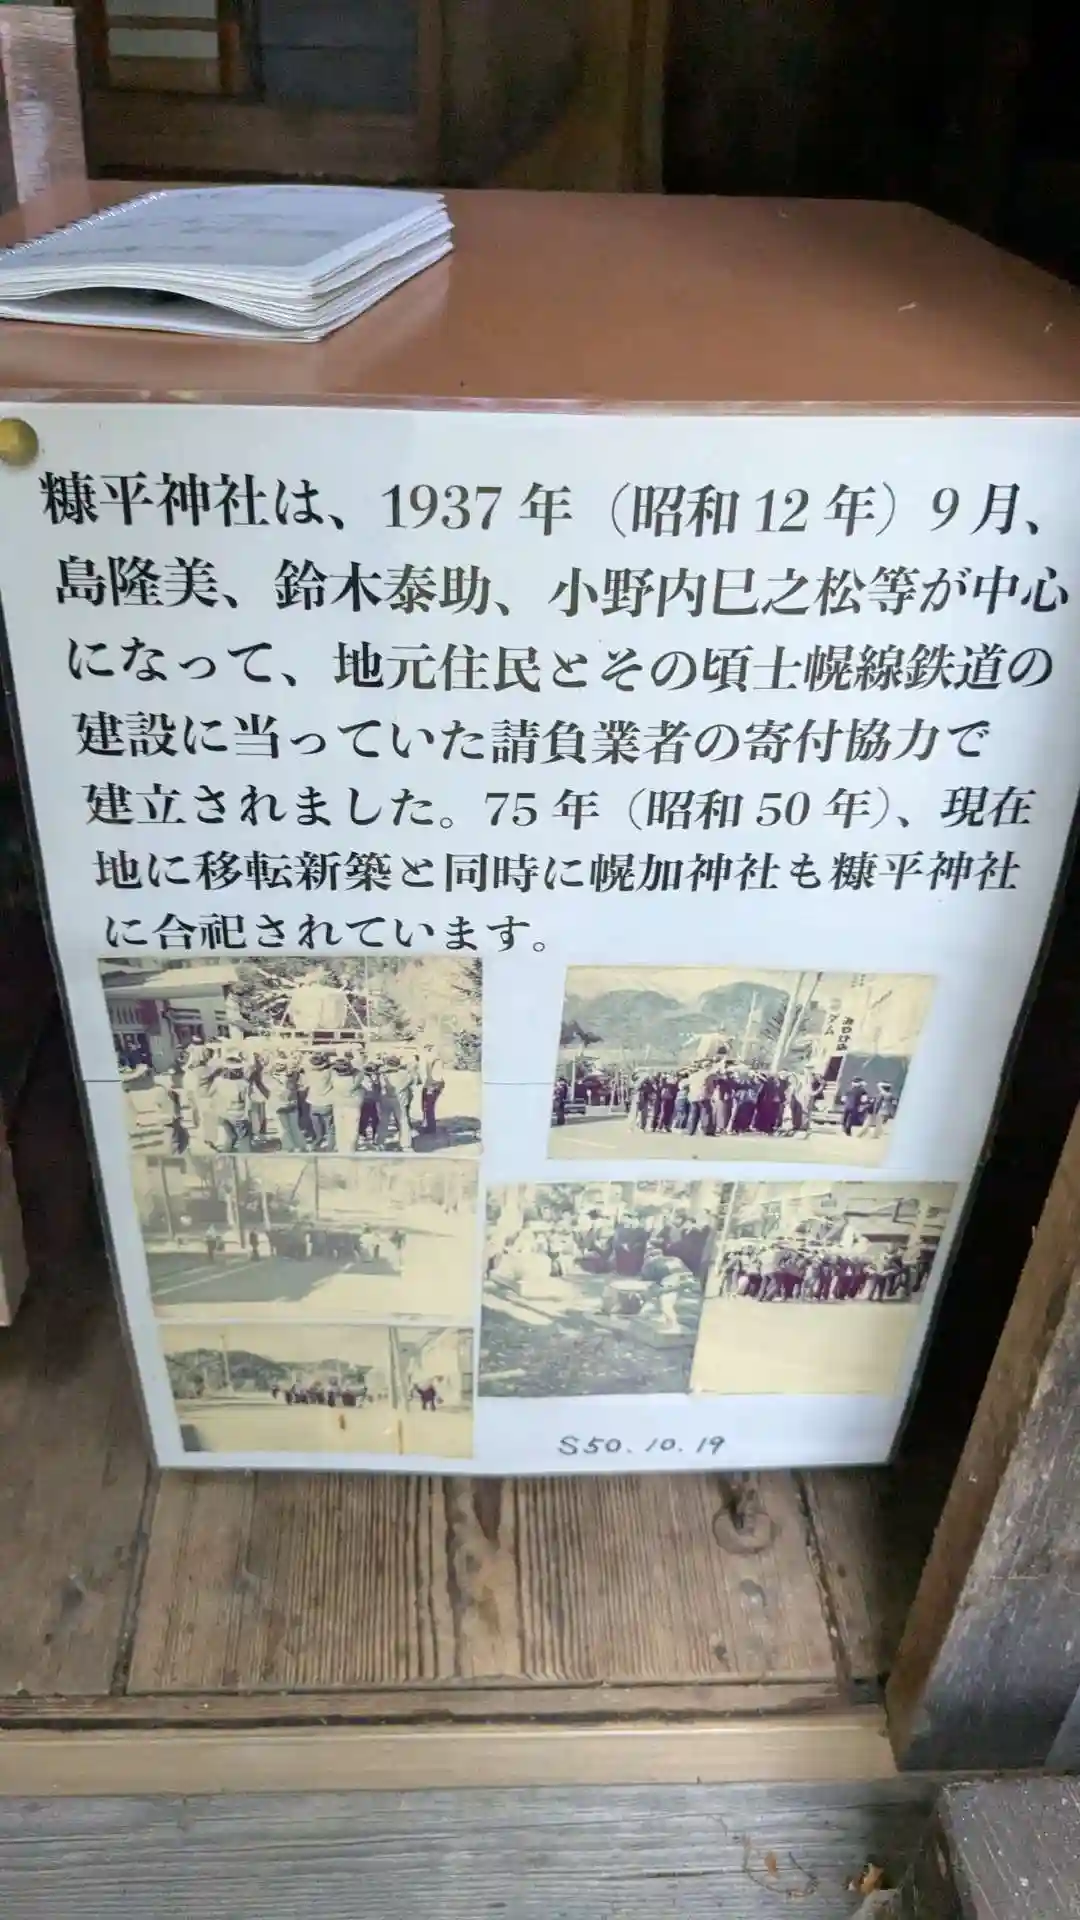 糠平神社は、1937年（昭和12年）9月、
島隆美、鈴木泰助、小野内巳之松等が中心
になって、地元住民とその頃士幌線鉄道の
建設に当っていた請負業者の寄付協力で
建立されました。75年（昭和50年）、現在
地に移転新築と同時に幌加神社も糠平神社
に合祀されています。
S50.10.19